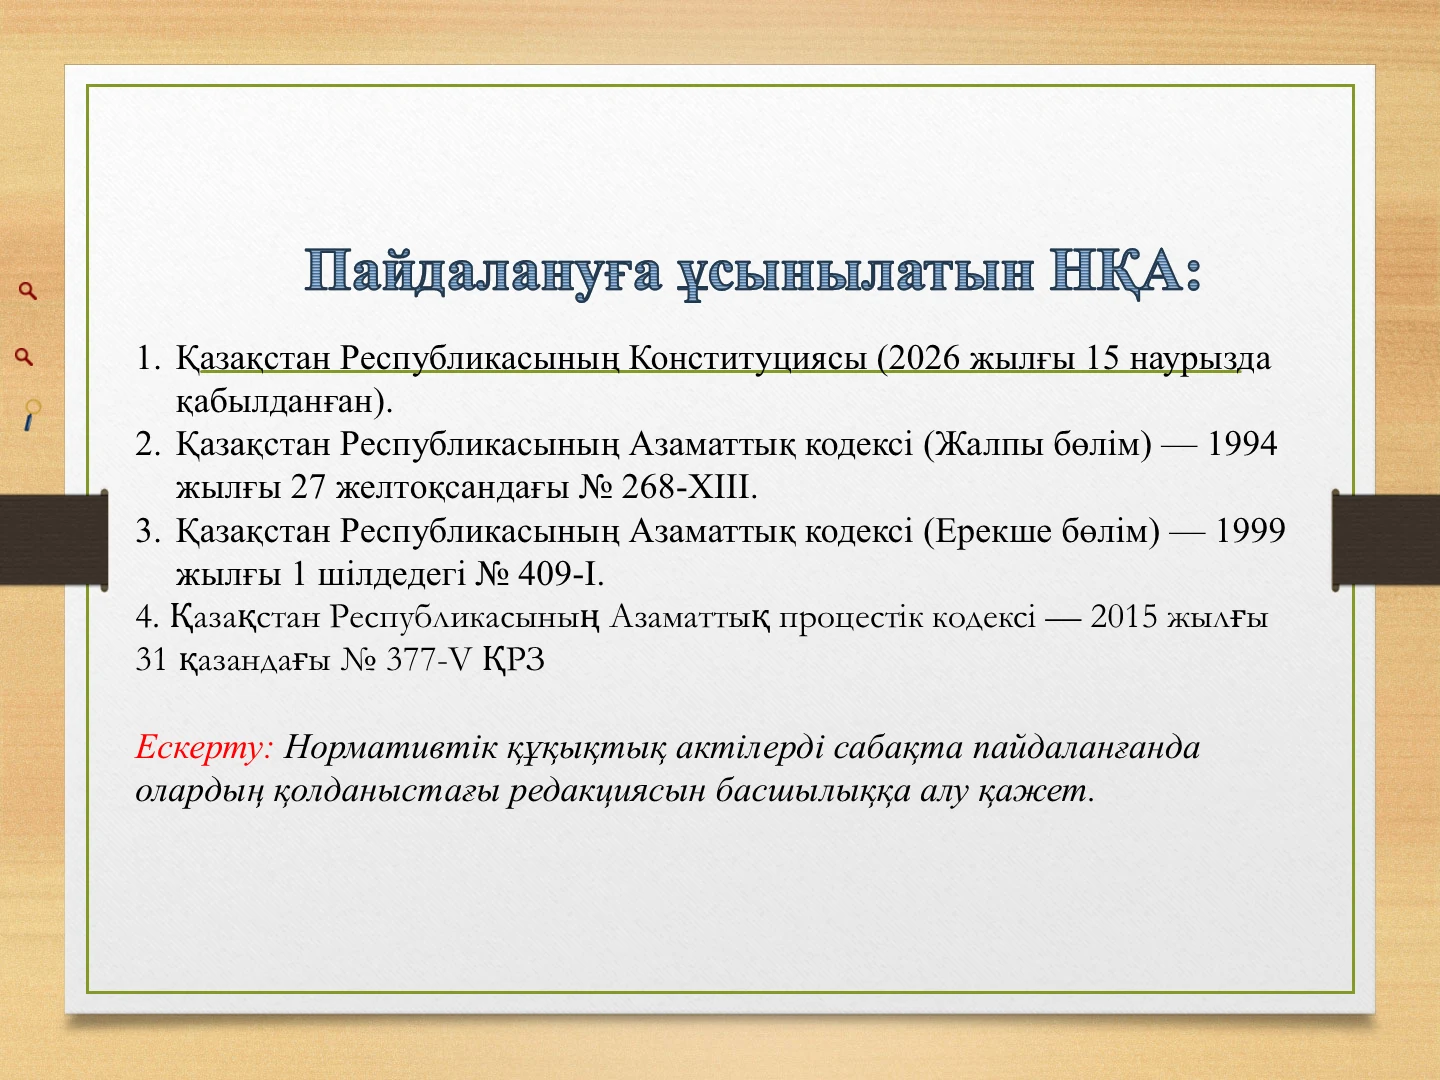 Пайдалануға ұсынылатын НҚА:
1. Қазақстан Республикасының Конституциясы (2026 жылғы 15 наурызда
қабылданған).
2. Қазақстан Республикасының Азаматтық кодексі (Жалпы бөлім) — 1994
жылғы 27 желтоқсандағы № 268-XIII.
3. Қазақстан Республикасының Азаматтық кодексі (Ерекше бөлім) — 1999
жылғы 1 шілдедегі № 409-I.
4. Қазақстан Республикасының Азаматтық процестік кодексі — 2015 жылғы
31 қазандағы № 377-V ҚРЗ
Ескерту: Нормативтік құқықтық актілерді сабақта пайдаланғанда
олардың қолданыстағы редакциясын басшылыққа алу қажет.